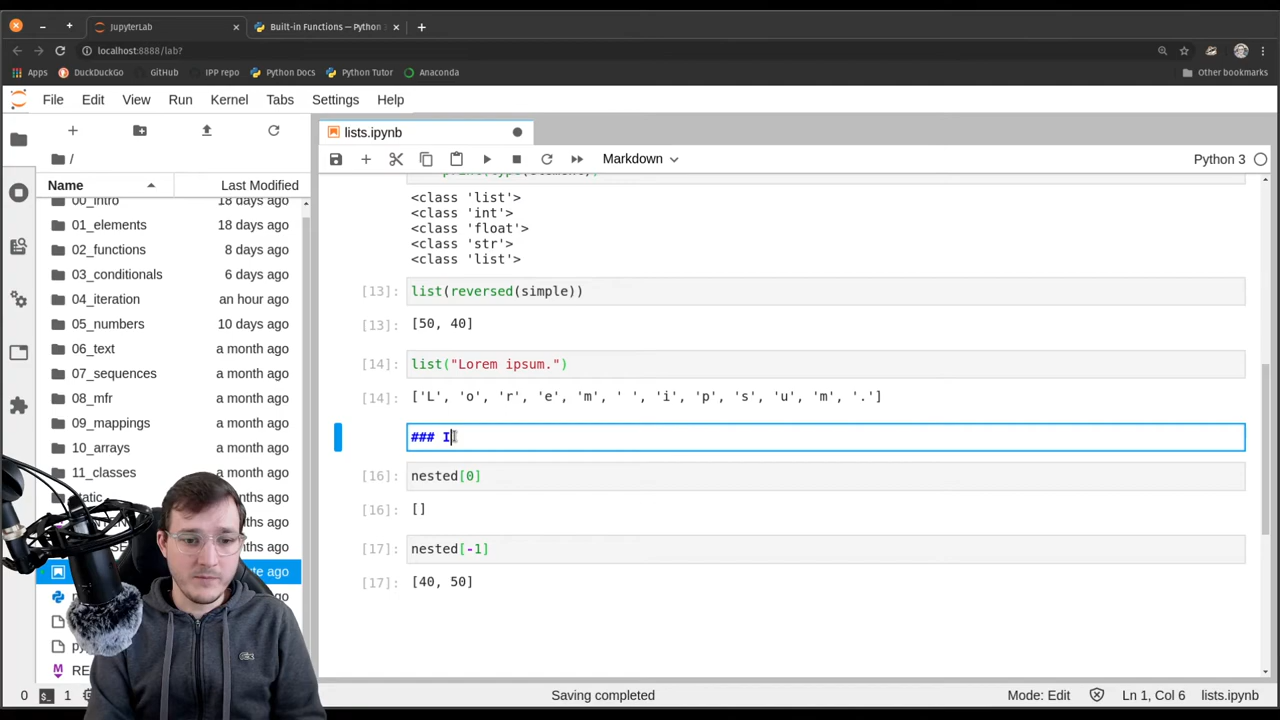 JupyterLab
Built-in Functions — Python
localhost:8888/lab?
Apps DuckDuckGo GitHub IPP repo Python Docs Python Tutor Anaconda Other bookmarks
File Edit View Run Kernel Tabs Settings Help
lists.ipynb
/
Markdown Python 3
Name Last Modified
00_intro 18 days ago
01_elements 18 days ago
02_functions 8 days ago
03_conditionals 6 days ago
04_iteration an hour ago
05_numbers 10 days ago
06_text a month ago
07_sequences a month ago
08_mfr a month ago
09_mappings a month ago
10_arrays a month ago
11_classes a month ago
<class 'list'>
<class 'int'>
<class 'float'>
<class 'str'>
<class 'list'>
[13]: list(reversed(simple))
[13]: [50, 40]
[14]: list("Lorem ipsum.")
[14]: ['L', 'o', 'r', 'e', 'm', ' ', 'i', 'p', 's', 'u', 'm', '.']
### I
[16]: nested[0]
[16]: []
[17]: nested[-1]
[17]: [40, 50]
0 1 Saving completed Mode: Edit Ln 1, Col 6 lists.ipynb